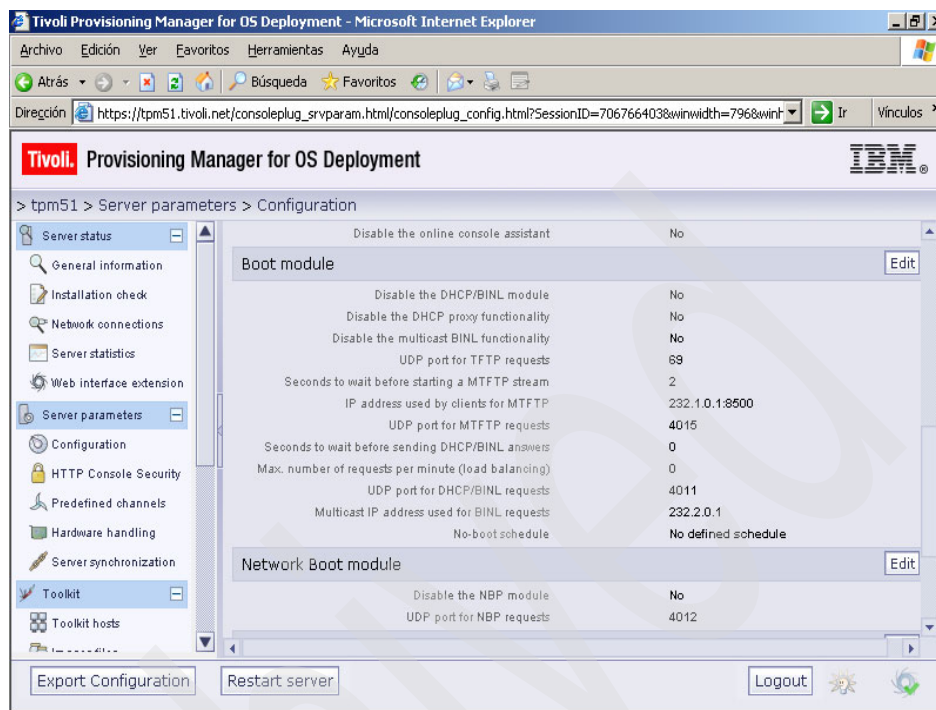 Tivoli Provisioning Manager for OS Deployment - Microsoft Internet Explorer
Archivo Edición Ver Favoritos Herramientas Ayuda
Atrás Búsqueda Favoritos
Dirección https://tpm51.tivoli.net/consoleplug_srvparam.html/consoleplug_config.html?SessionID=706766403&winwidth=796&winh Ir Vínculos
Tivoli. Provisioning Manager for OS Deployment IBM®
> tpm51 > Server parameters > Configuration
Server status
General information
Installation check
Network connections
Server statistics
Web interface extension
Server parameters
Configuration
HTTP Console Security
Predefined channels
Hardware handling
Server synchronization
Toolkit
Toolkit hosts
Disable the online console assistant No
Boot module Edit
Disable the DHCP/BINL module No
Disable the DHCP proxy functionality No
Disable the multicast BINL functionality No
UDP port for TFTP requests 69
Seconds to wait before starting a MTFTP stream 2
IP address used by clients for MTFTP 232.1.0.1:8500
UDP port for MTFTP requests 4015
Seconds to wait before sending DHCP/BINL answers 0
Max. number of requests per minute (load balancing) 0
UDP port for DHCP/BINL requests 4011
Multicast IP address used for BINL requests 232.2.0.1
No-boot schedule No defined schedule
Network Boot module Edit
Disable the NBP module No
UDP port for NBP requests 4012
Export Configuration Restart server Logout